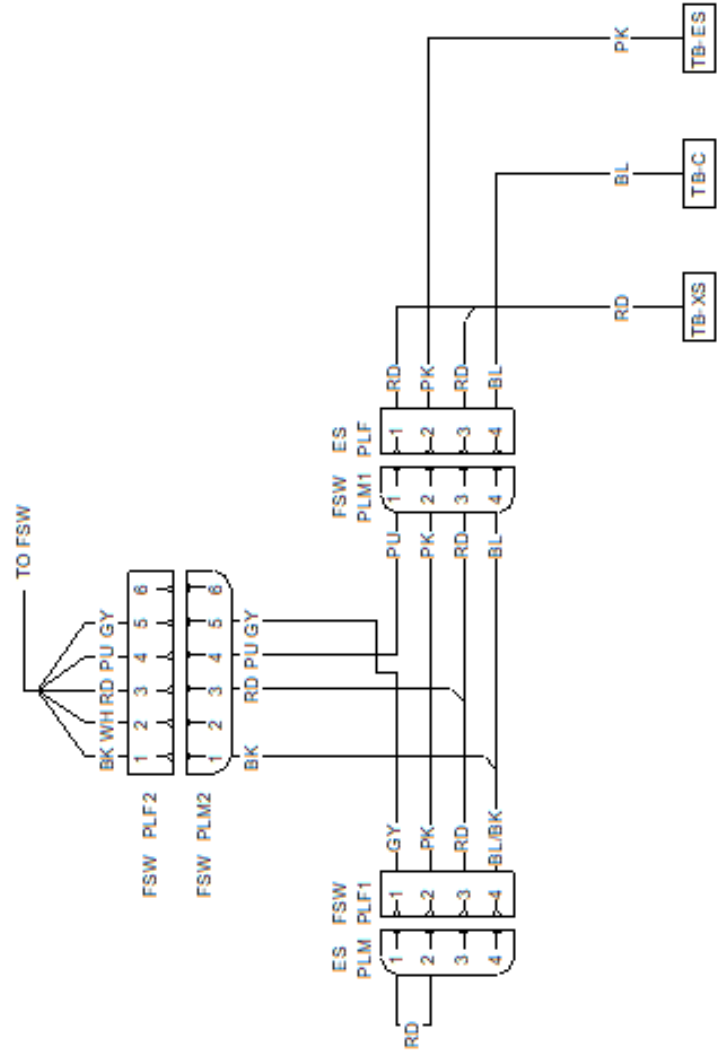 TO FSW
BK WH RD PU GY
1 2 3 4 5 6
FSW PLF2
FSW PLM2
1 2 3 4 5 6
BK RD PU GY
ES PLM
1 2 3 4
RD
FSW PLF1
1 2 3 4
GY
PK
RD
BL/BK
PU
PK
RD
BL
FSW PLM1
1 2 3 4
ES PLF
1 2 3 4
RD
PK
RD
BL
RD
BL
PK
TB-XS
TB-C
TB-ES